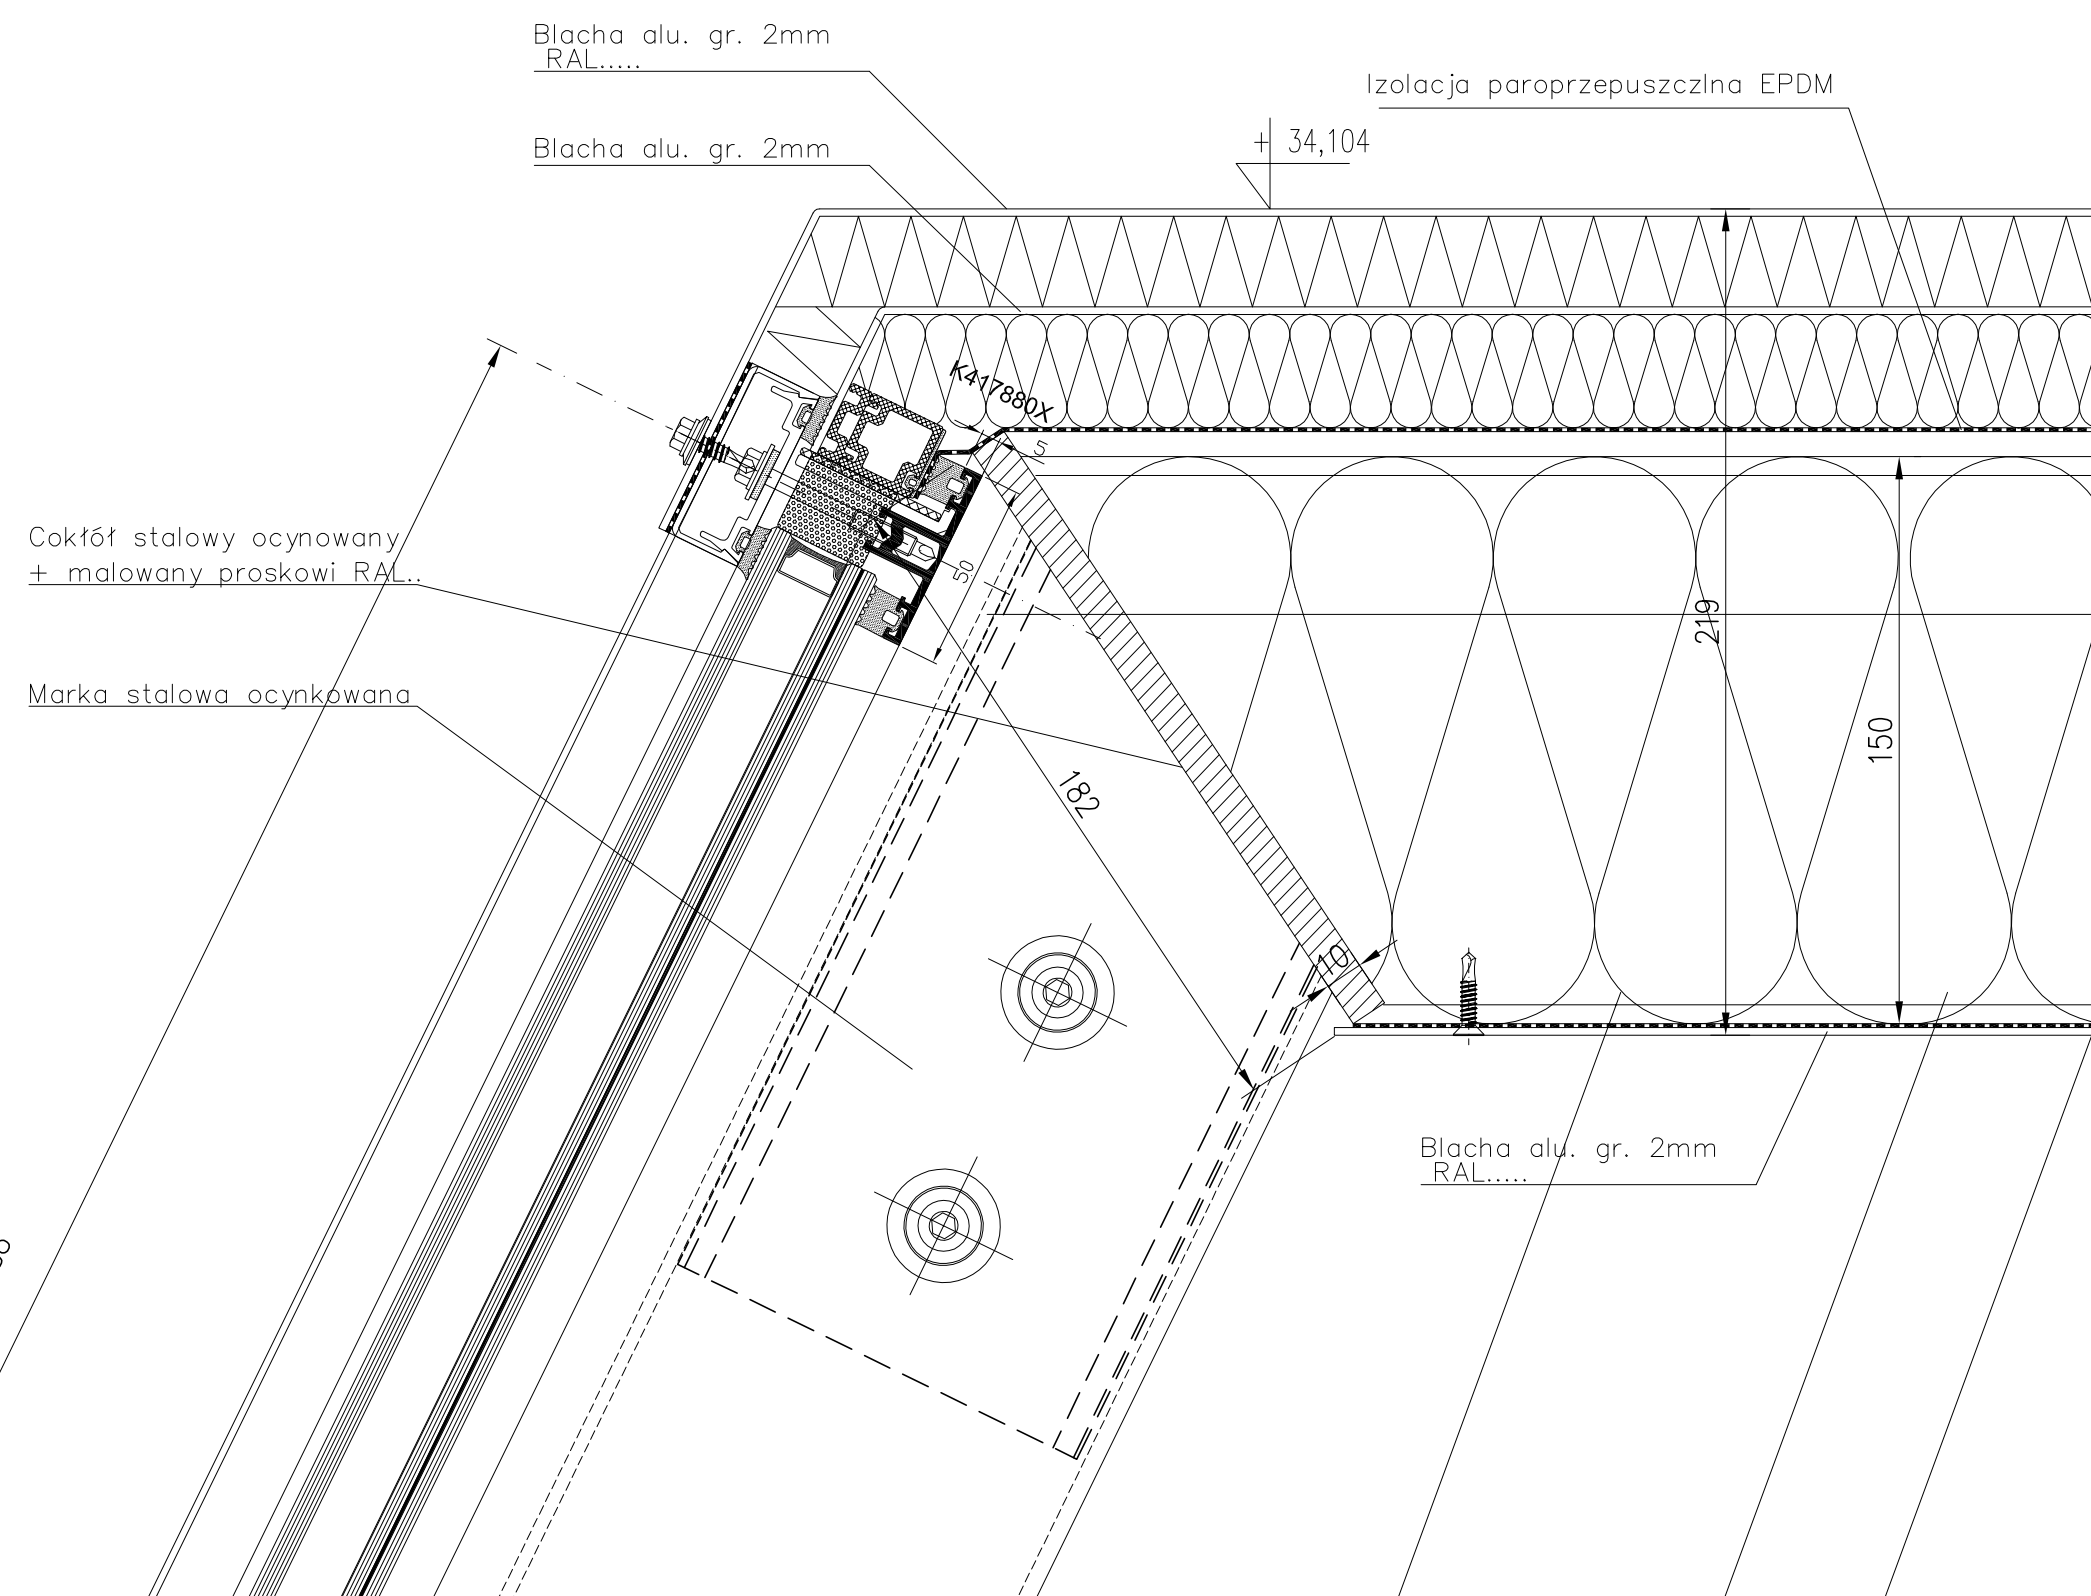 Blacha alu. gr. 2mm
RAL.....
Izolacja paroprzepuszczlna EPDM
+ 34,104
Blacha alu. gr. 2mm
K417880X
5
Cokłół stalowy ocynowany
+ malowany proskowi RAL..
50
219
Marka stalowa ocynkowana
150
182
10
Blacha alu. gr. 2mm
RAL.....